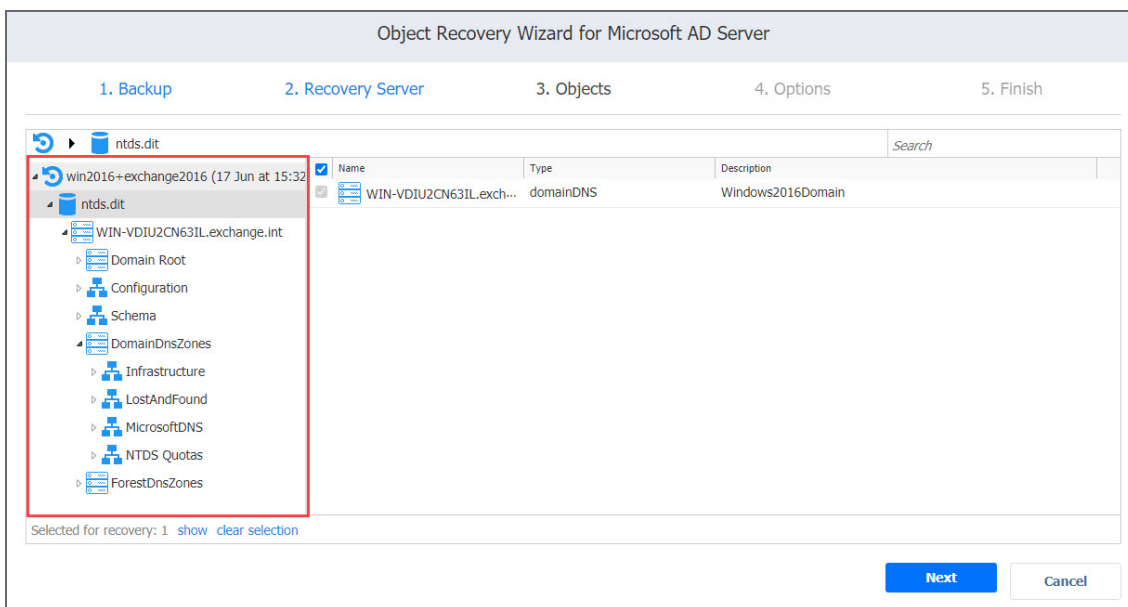 Object Recovery Wizard for Microsoft AD Server
1. Backup 2. Recovery Server 3. Objects 4. Options 5. Finish
ntds.dit Search
win2016+exchange2016 (17 Jun at 15:32 Name Type Description
WIN-VDIU2CN63IL.exch... domainDNS Windows2016Domain
ntds.dit
WIN-VDIU2CN63IL.exchange.int
Domain Root
Configuration
Schema
DomainDnsZones
Infrastructure
LostAndFound
MicrosoftDNS
NTDS Quotas
ForestDnsZones
Selected for recovery: 1 show clear selection
Next Cancel